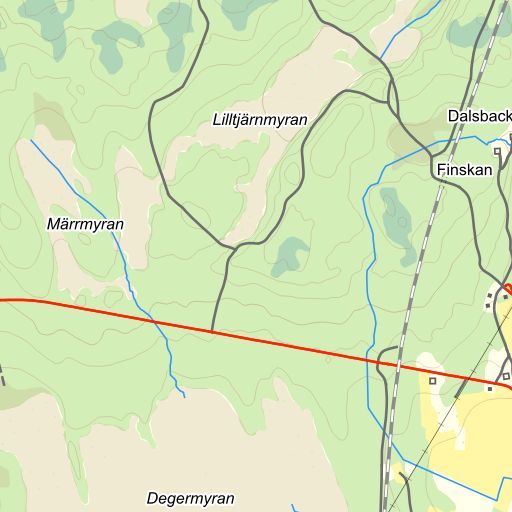 Dalsback
Lilltjärnmyran
Finskan
Märrmyran
Degermyran